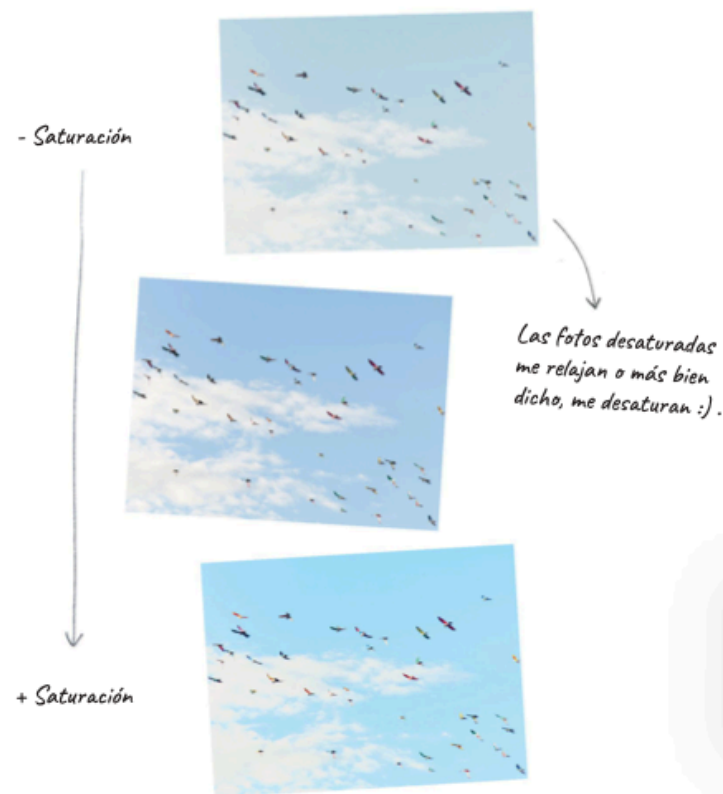 - Saturación
Las fotos desaturadas
me relajan o más bien
dicho, me desaturan :) .
+ Saturación